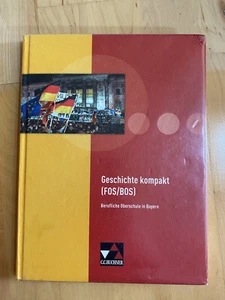 Geschichte kompakt
(FOS/BOS)
Berufliche Oberschule in Bayern
C.C.BUCHNER